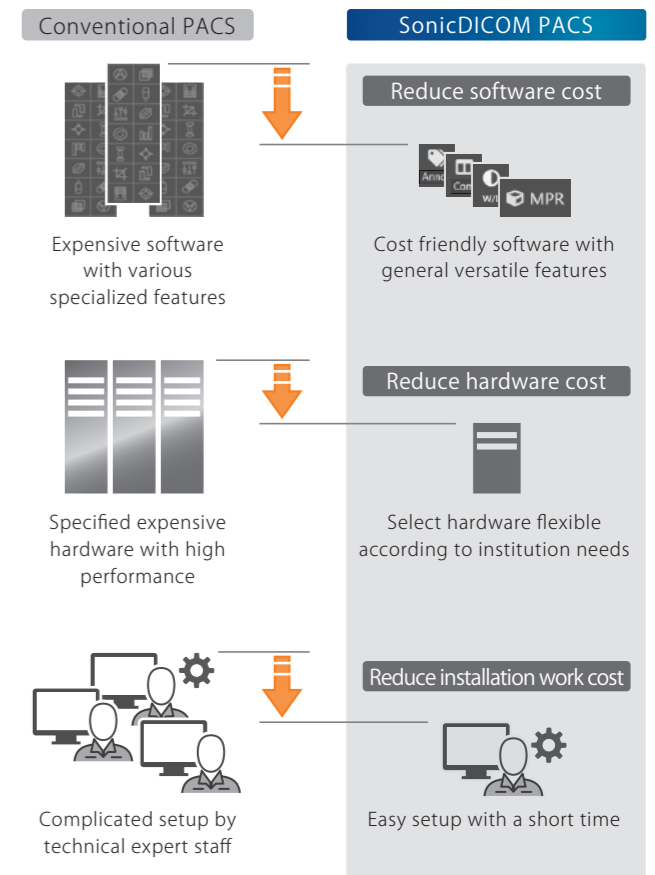 Conventional PACS
SonicDICOM PACS
Reduce software cost
W/L
MPR
Expensive software
with various
specialized features
Cost friendly software with
general versatile features
Reduce hardware cost
Specified expensive
hardware with high
performance
Select hardware flexible
according to institution needs
Reduce installation work cost
Complicated setup by
technical expert staff
Easy setup with a short time